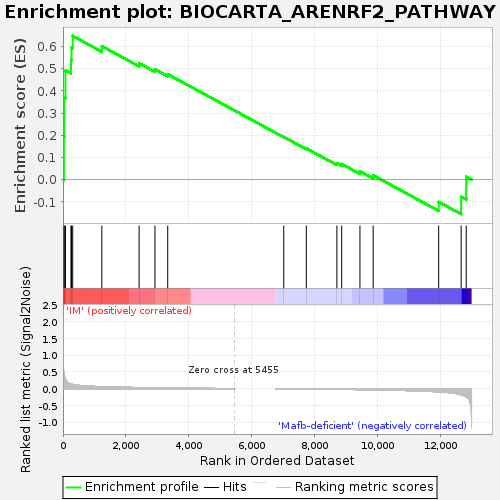 Enrichment plot: BIOCARTA_ARENRF2_PATHWAY
Enrichment score (ES)
0.6
0.5
0.4
0.3
0.2
0.1
0.0
-0.1
'IM' (positively correlated)
Ranked list metric (Signal2Noise)
2.5
2.0
1.5
1.0
0.5
0.0
-0.5
-1.0
Zero cross at 5455
'Mafb-deficient' (negatively correlated)
0 2,000 4,000 6,000 8,000 10,000 12,000
Rank in Ordered Dataset
Enrichment profile Hits Ranking metric scores